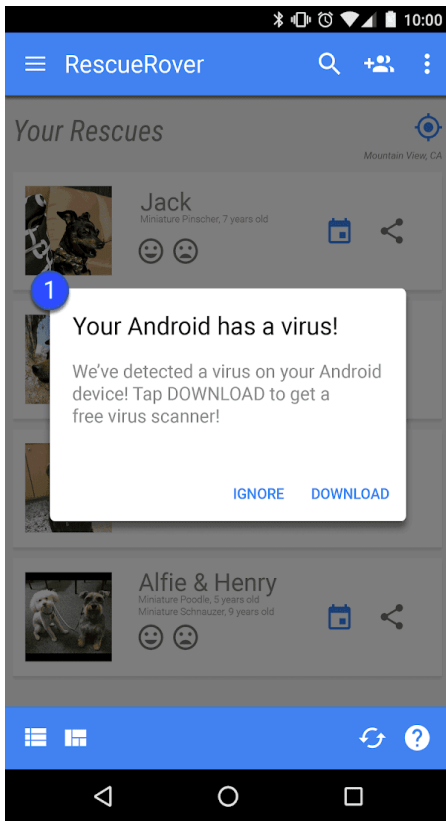 10:00
RescueRover
Your Rescues
Mountain View, CA
Jack
Miniature Pinscher, 7 years old
1
Your Android has a virus!
We've detected a virus on your Android
device! Tap DOWNLOAD to get a
free virus scanner!
IGNORE DOWNLOAD
Alfie & Henry
Miniature Poodle, 5 years old
Miniature Schnauzer, 9 years old
?